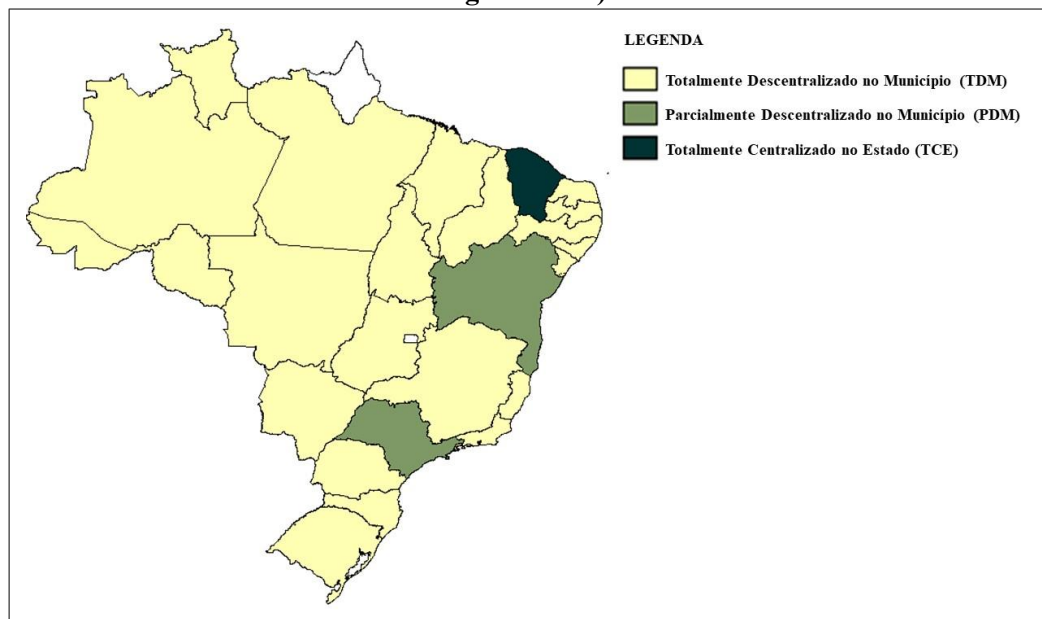 LEGENDA
Totalmente Descentralizado no Município (TDM)
Parcialmente Descentralizado no Município (PDM)
Totalmente Centralizado no Estado (TCE)